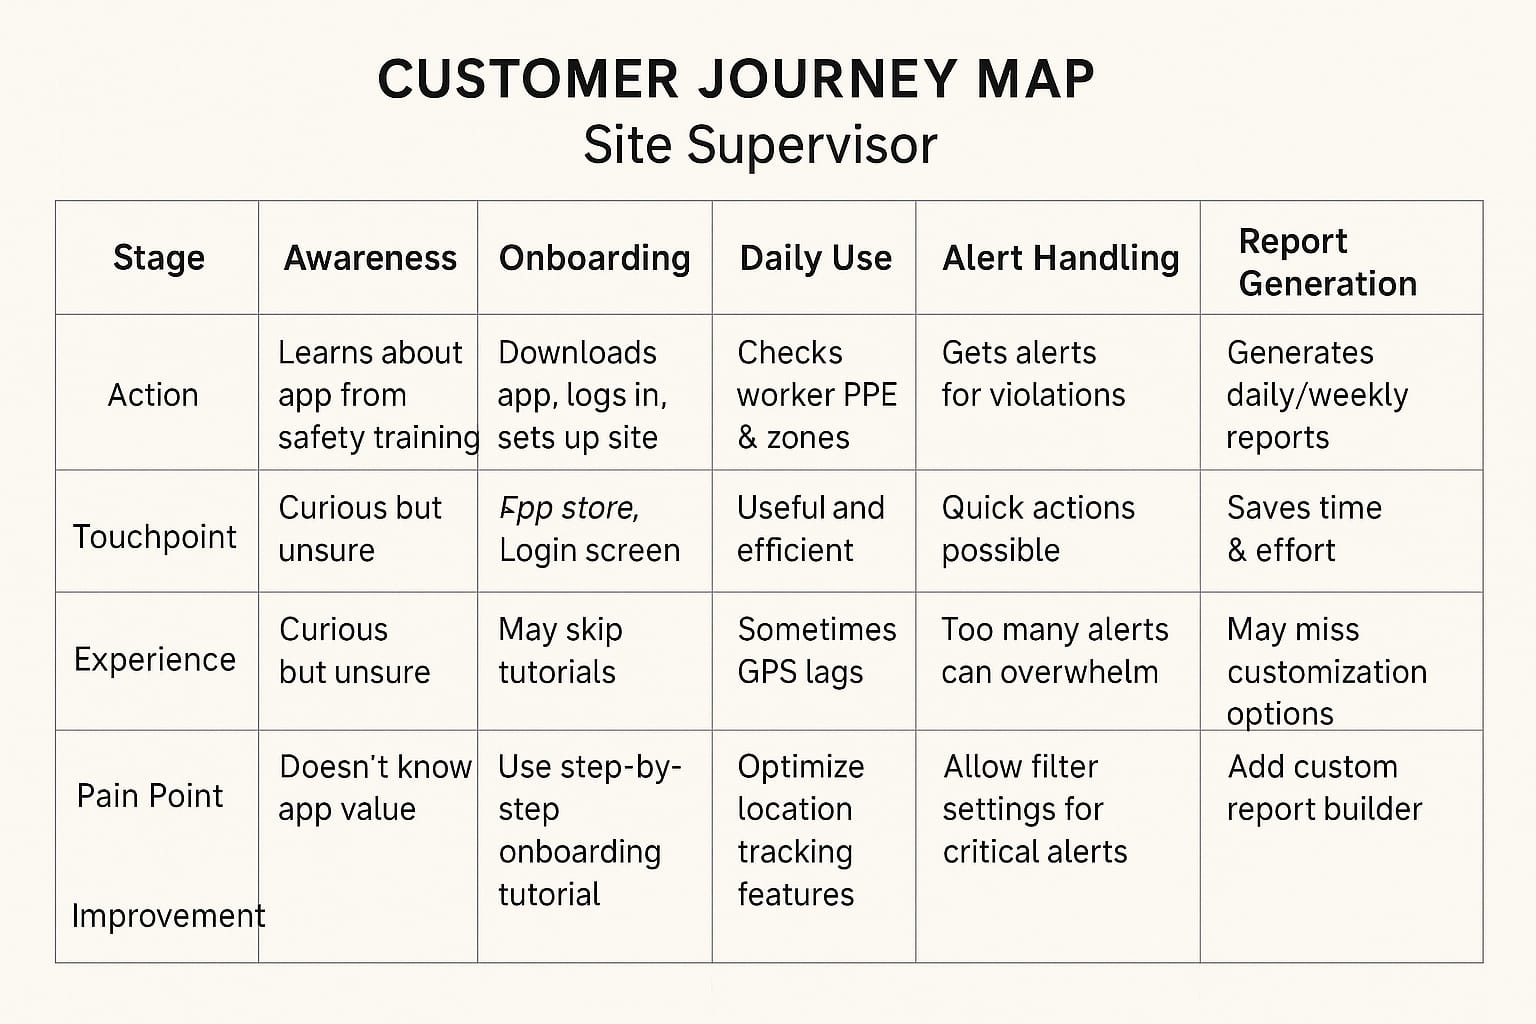 CUSTOMER JOURNEY MAP
Site Supervisor
Stage
Awareness
Onboarding
Daily Use
Alert Handling
Report
Generation
Action
Learns about
app from
safety training
Downloads
app, logs in,
sets up site
Checks
worker PPE
& zones
Gets alerts
for violations
Generates
daily/weekly
reports
Touchpoint
Curious but
unsure
Fpp store,
Login screen
Useful and
efficient
Quick actions
possible
Saves time
& effort
Experience
Curious
but unsure
May skip
tutorials
Sometimes
GPS lags
Too many alerts
can overwhelm
May miss
customization
options
Pain Point
Doesn't know
app value
Use step-by-
step
onboarding
tutorial
Optimize
location
tracking
features
Allow filter
settings for
critical alerts
Add custom
report builder
Improvement